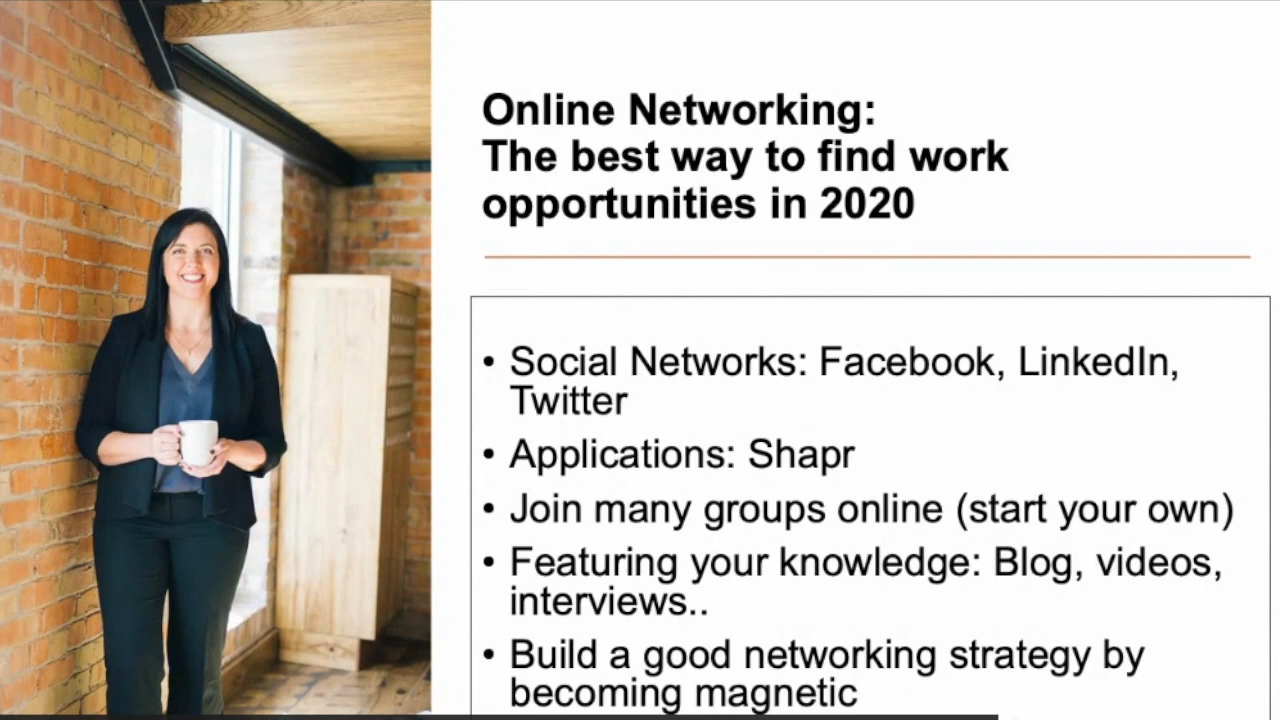 Online Networking:
The best way to find work
opportunities in 2020
• Social Networks: Facebook, LinkedIn,
Twitter
• Applications: Shapr
• Join many groups online (start your own)
• Featuring your knowledge: Blog, videos,
interviews..
• Build a good networking strategy by
becoming magnetic